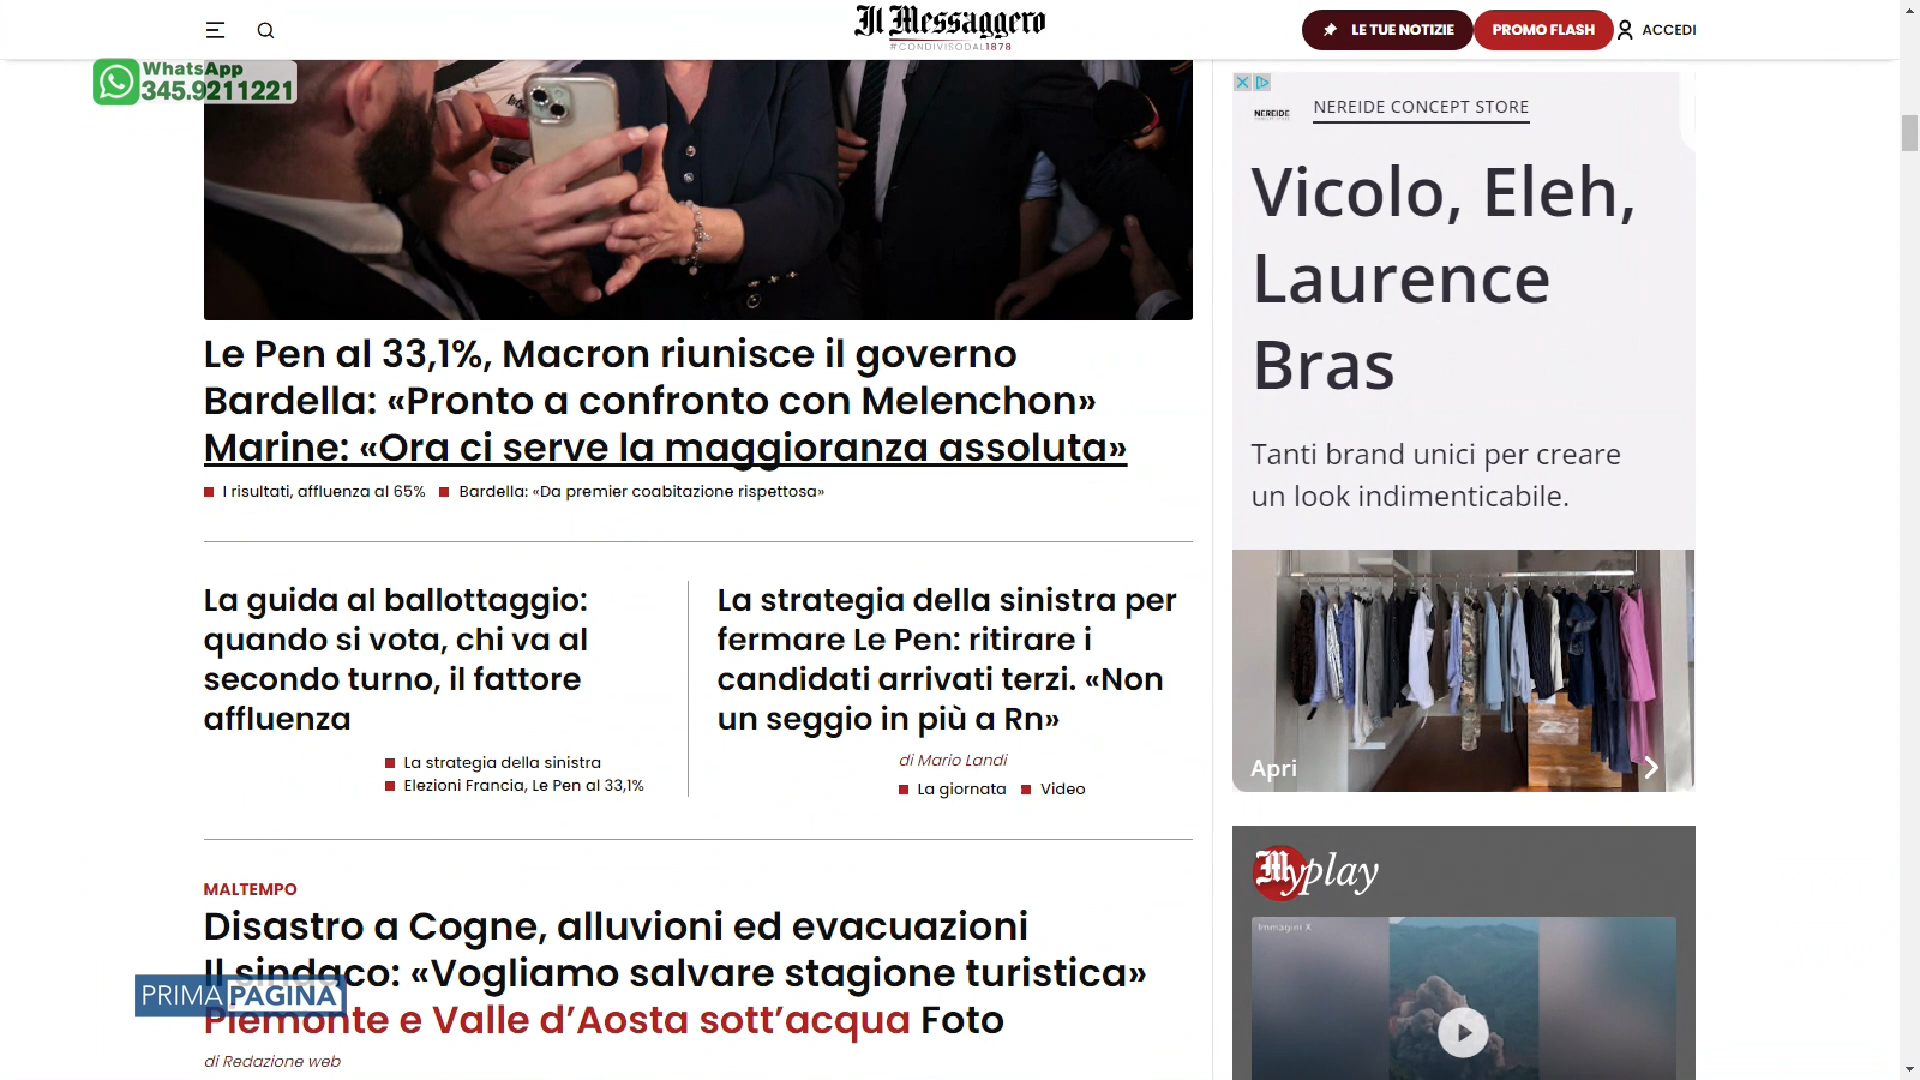 Il Messaggero
#CONDIVISODAL1878
LE TUE NOTIZIE
PROMO FLASH
ACCEDI
WhatsApp
345.9211221
Le Pen al 33,1%, Macron riunisce il governo
Bardella: «Pronto a confronto con Melenchon»
Marine: «Ora ci serve la maggioranza assoluta»
I risultati, affluenza al 65%
Bardella: «Da premier coabitazione rispettosa»
La guida al ballottaggio:
quando si vota, chi va al
secondo turno, il fattore
affluenza
La strategia della sinistra
Elezioni Francia, Le Pen al 33,1%
La strategia della sinistra per
fermare Le Pen: ritirare i
candidati arrivati terzi. «Non
un seggio in più a Rn»
di Mario Landi
La giornata
Video
MALTEMPO
Disastro a Cogne, alluvioni ed evacuazioni
Il sindaco: «Vogliamo salvare stagione turistica»
Piemonte e Valle d'Aosta sott'acqua Foto
di Redazione web
PRIMA PAGINA
NEREIDE
NEREIDE CONCEPT STORE
Vicolo, Eleh,
Laurence
Bras
Tanti brand unici per creare
un look indimenticabile.
Apri
Myplay
Immagini X